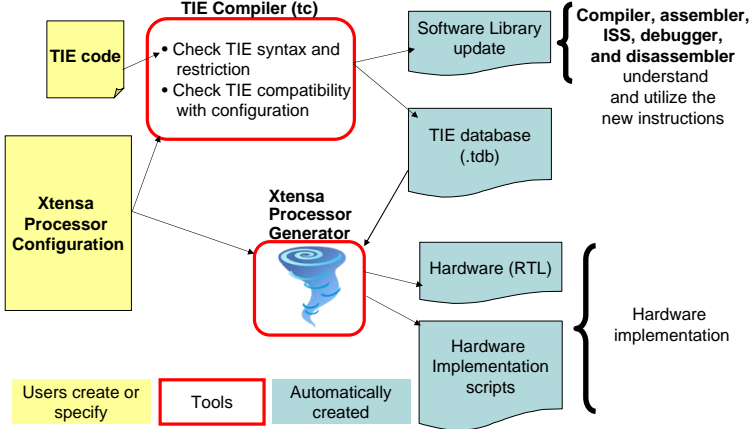 TIE Compiler (tc)
TIE code
• Check TIE syntax and
restriction
• Check TIE compatibility
with configuration
Software Library
update
Compiler, assembler,
ISS, debugger,
and disassembler
understand
and utilize the
new instructions
TIE database
(.tdb)
Xtensa
Processor
Configuration
Xtensa
Processor
Generator
Hardware (RTL)
Hardware
Implementation
scripts
Hardware
implementation
Users create or
specify
Tools
Automatically
created